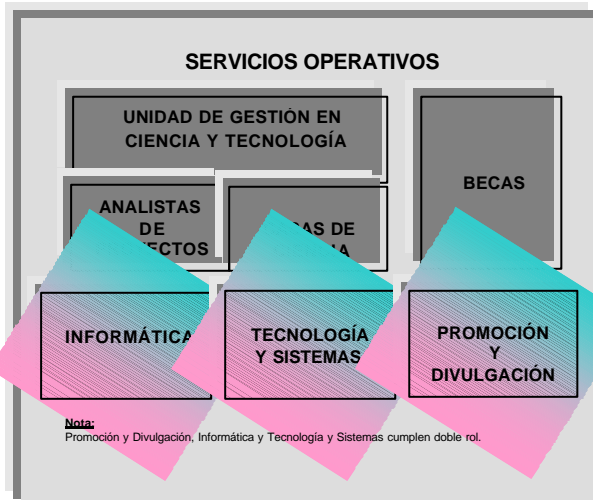 SERVICIOS OPERATIVOS
UNIDAD DE GESTIÓN EN
CIENCIA Y TECNOLOGÍA
BECAS
ANALISTAS
DE
DE
INFORMÁTICA
TECNOLOGÍA
Y SISTEMAS
PROMOCIÓN
Y
DIVULGACIÓN
Nota:
Promoción y Divulgación, Informática y Tecnología y Sistemas cumplen doble rol.